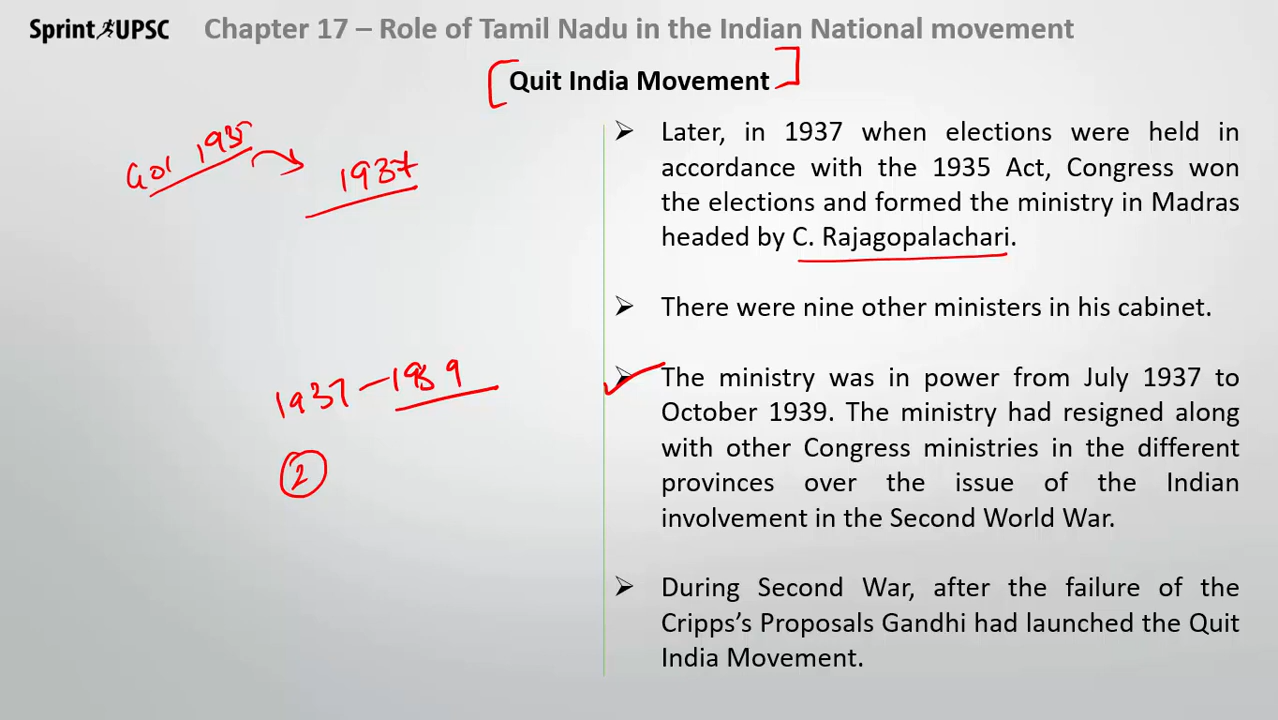 Sprint UPSC
Chapter 17 – Role of Tamil Nadu in the Indian National movement
Quit India Movement
GoI 1935
1937
1937 – 1939
2
Later, in 1937 when elections were held in
accordance with the 1935 Act, Congress won
the elections and formed the ministry in Madras
headed by C. Rajagopalachari.
There were nine other ministers in his cabinet.
The ministry was in power from July 1937 to
October 1939. The ministry had resigned along
with other Congress ministries in the different
provinces over the issue of the Indian
involvement in the Second World War.
During Second War, after the failure of the
Cripps’s Proposals Gandhi had launched the Quit
India Movement.